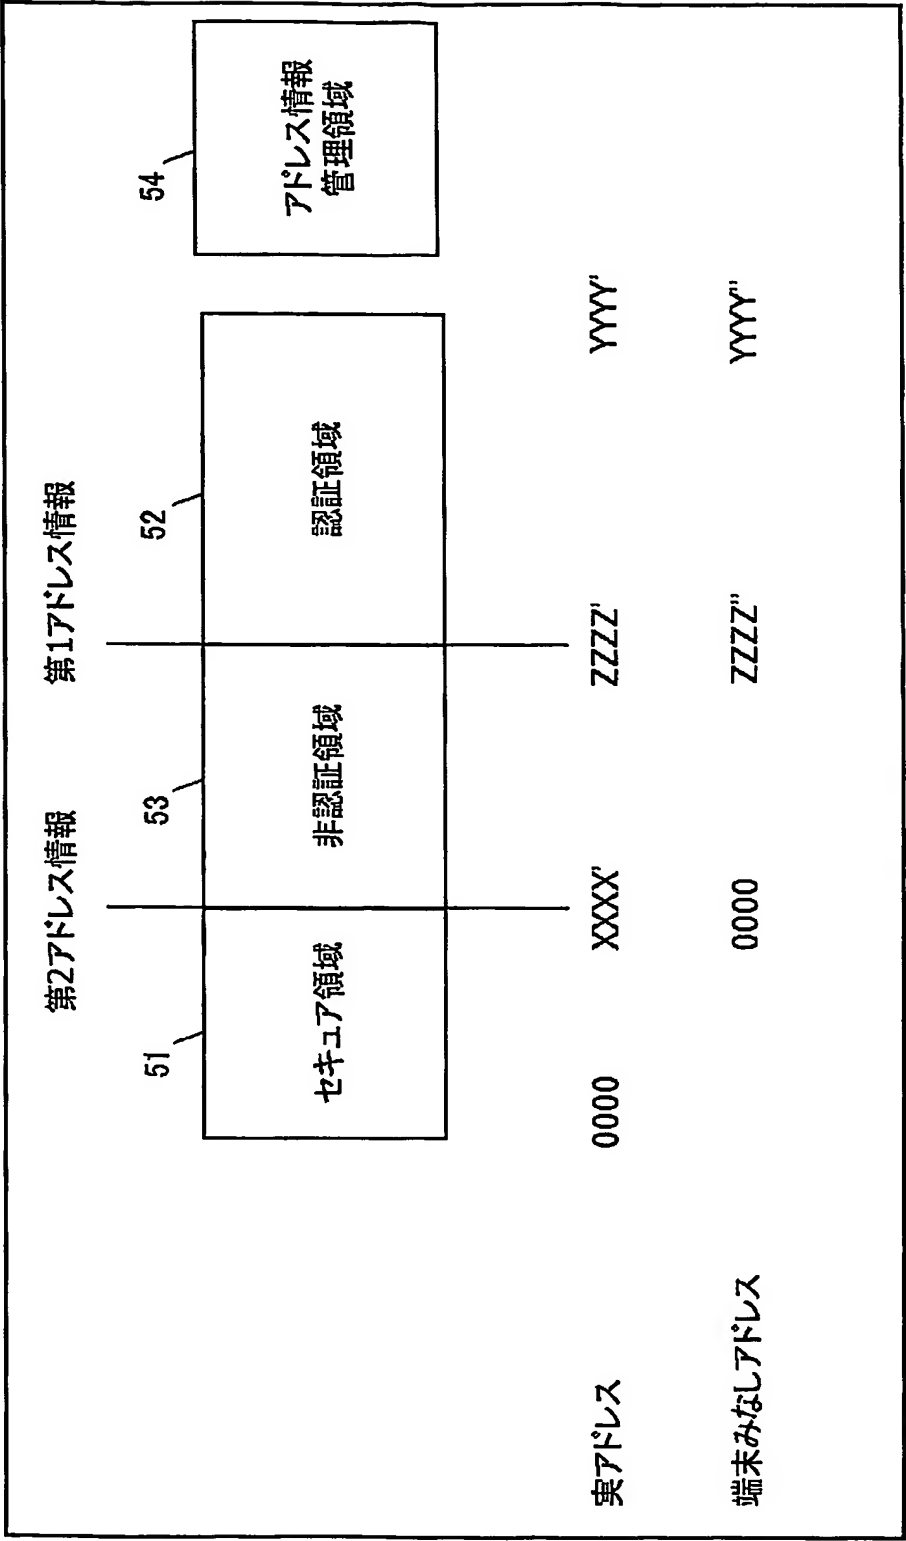 第2アドレス情報 第1アドレス情報
51 53 52 54
セキュア領域 非認証領域 認証領域 アドレス情報
管理領域
実アドレス 0000 XXXX' ZZZZ' YYYY'
端末みなしアドレス 0000 ZZZZ" YYYY"